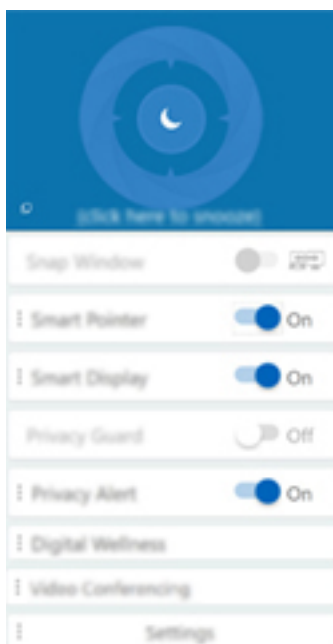 (click here to snooze)
Snap Window
Smart Pointer On
Smart Display On
Privacy Guard Off
Privacy Alert On
Digital Wellness
Video Conferencing
Settings